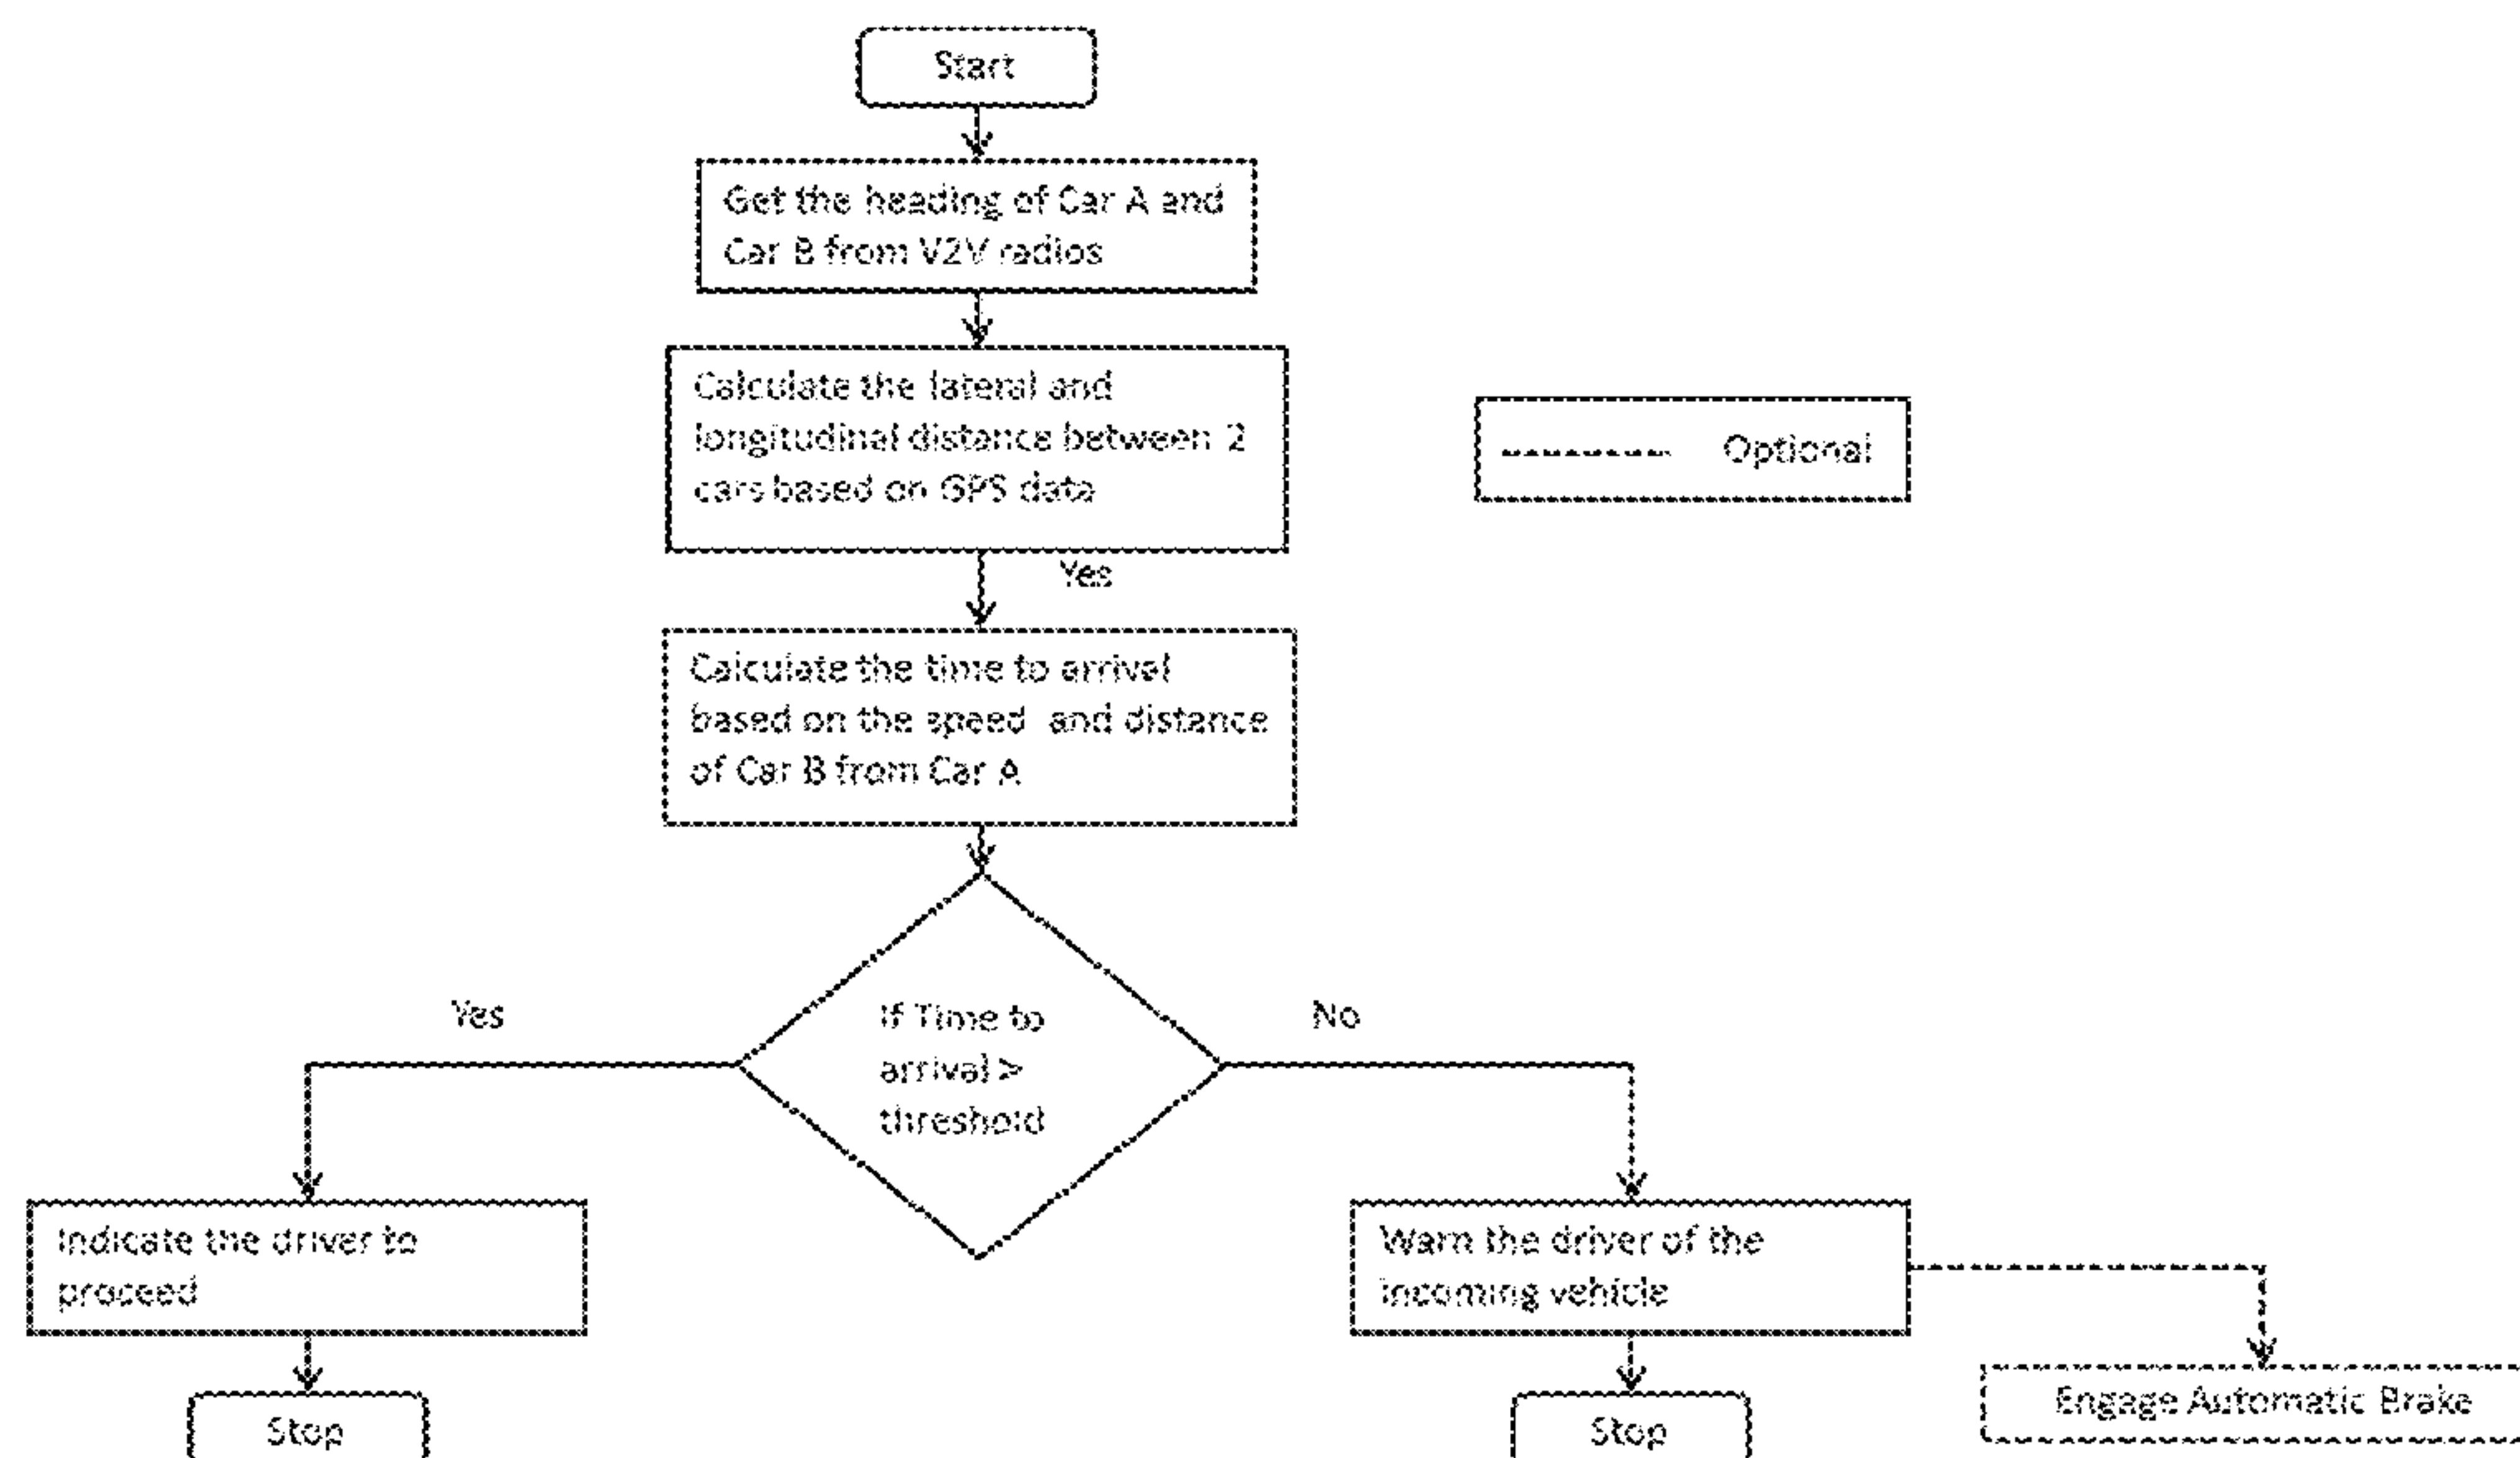 Start
Get the heading of Car A and
Car B from V2V radios
Calculate the lateral and
longitudinal distance between 2
cars based on GPS data
Optional
Yes
Calculate the time to arrival
based on the speed and distance
of Car B from Car A
Yes
If Time to
arrival >
threshold
No
Indicate the driver to
proceed
Warn the driver of the
incoming vehicle
Stop
Stop
Engage Automatic Brake